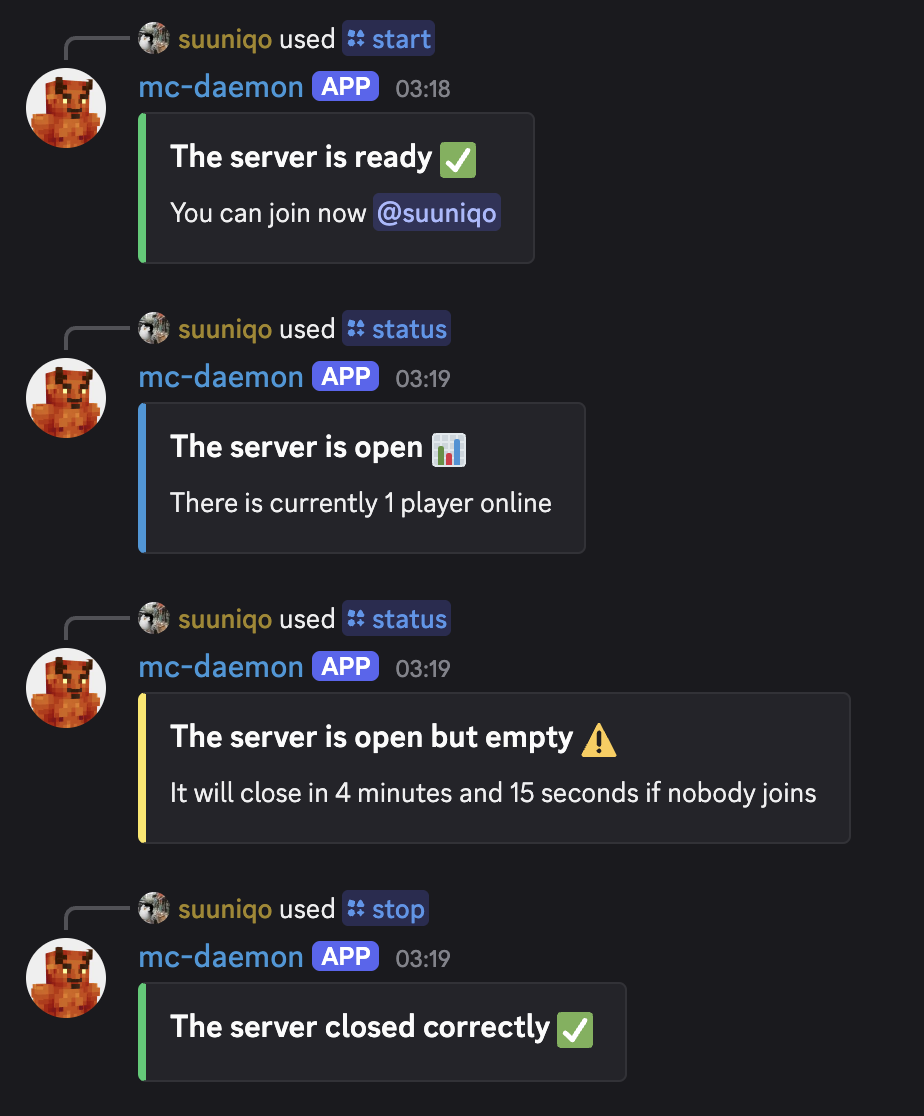 suuniqo used start
mc-daemon APP 03:18
The server is ready ✅
You can join now @suuniqo
suuniqo used status
mc-daemon APP 03:19
The server is open 📊
There is currently 1 player online
suuniqo used status
mc-daemon APP 03:19
The server is open but empty ⚠️
It will close in 4 minutes and 15 seconds if nobody joins
suuniqo used stop
mc-daemon APP 03:19
The server closed correctly ✅